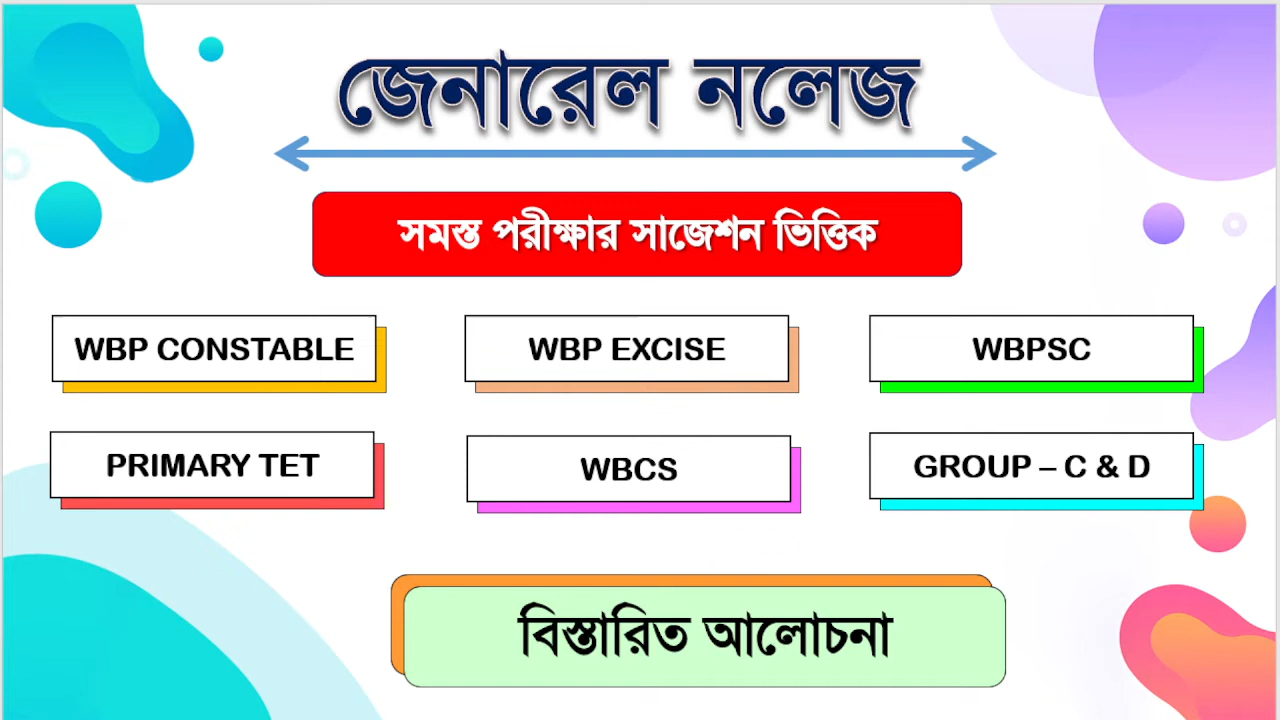 জেনারেল নলেজ
সমস্ত পরীক্ষার সাজেশন ভিত্তিক
WBP CONSTABLE
WBP EXCISE
WBPSC
PRIMARY TET
WBCS
GROUP – C & D
বিস্তারিত আলোচনা